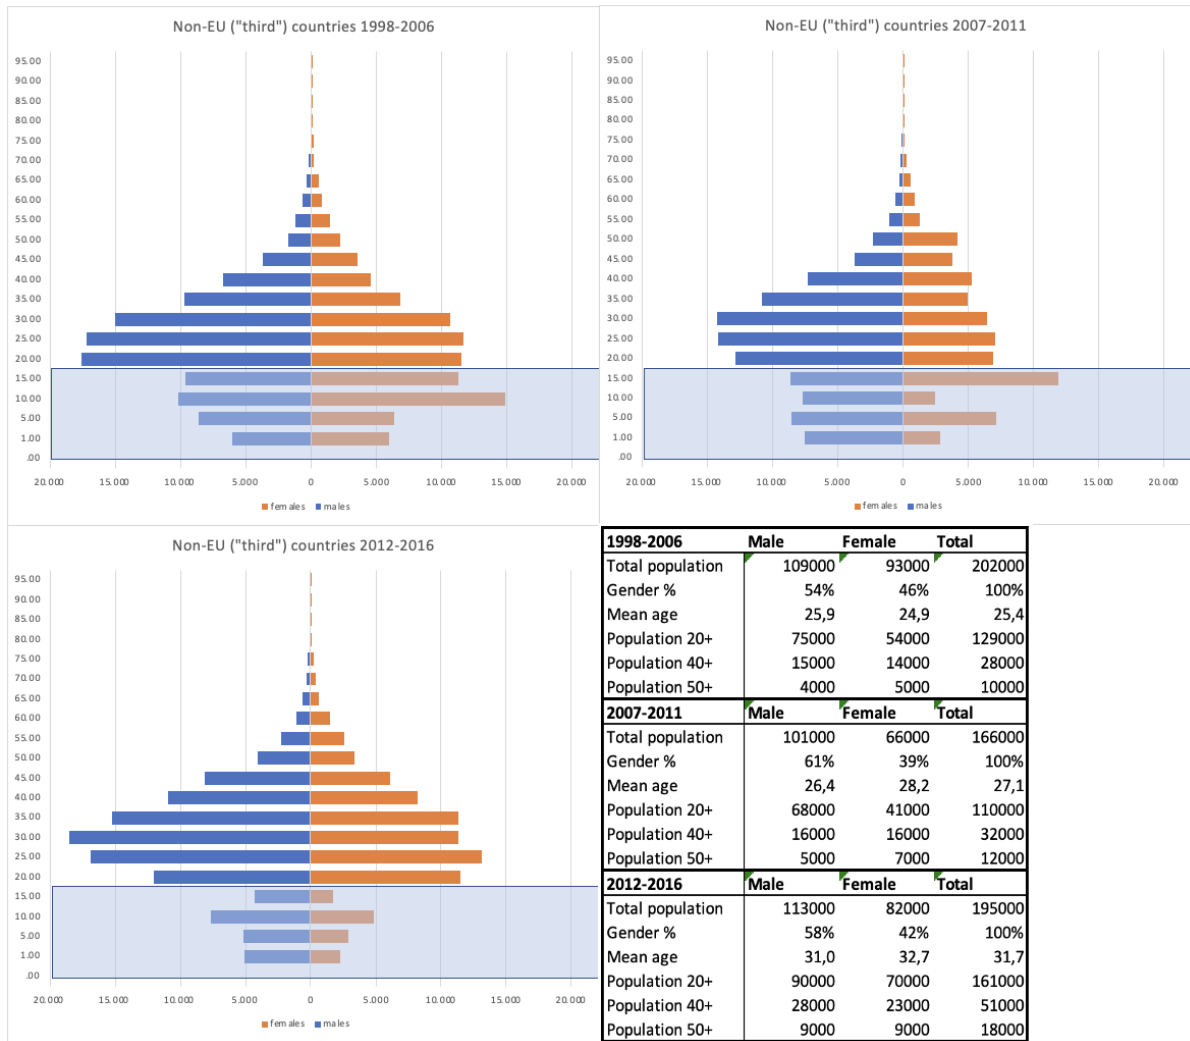 Non-EU ("third") countries 1998-2006
95.00
90.00
85.00
80.00
75.00
70.00
65.00
60.00
55.00
50.00
45.00
40.00
35.00
30.00
25.00
20.00
15.00
10.00
5.00
1.00
.00
20.000 15.000 10.000 5.000 0 5.000 10.000 15.000 20.000
females males
Non-EU ("third") countries 2007-2011
95.00
90.00
85.00
80.00
75.00
70.00
65.00
60.00
55.00
50.00
45.00
40.00
35.00
30.00
25.00
20.00
15.00
10.00
5.00
1.00
.00
20.000 15.000 10.000 5.000 0 5.000 10.000 15.000 20.000
females males
Non-EU ("third") countries 2012-2016
95.00
90.00
85.00
80.00
75.00
70.00
65.00
60.00
55.00
50.00
45.00
40.00
35.00
30.00
25.00
20.00
15.00
10.00
5.00
1.00
.00
20.000 15.000 10.000 5.000 0 5.000 10.000 15.000 20.000
females males
1998-2006 Male Female Total
Total population 109000 93000 202000
Gender % 54% 46% 100%
Mean age 25,9 24,9 25,4
Population 20+ 75000 54000 129000
Population 40+ 15000 14000 28000
Population 50+ 4000 5000 10000
2007-2011 Male Female Total
Total population 101000 66000 166000
Gender % 61% 39% 100%
Mean age 26,4 28,2 27,1
Population 20+ 68000 41000 110000
Population 40+ 16000 16000 32000
Population 50+ 5000 7000 12000
2012-2016 Male Female Total
Total population 113000 82000 195000
Gender % 58% 42% 100%
Mean age 31,0 32,7 31,7
Population 20+ 90000 70000 161000
Population 40+ 28000 23000 51000
Population 50+ 9000 9000 18000